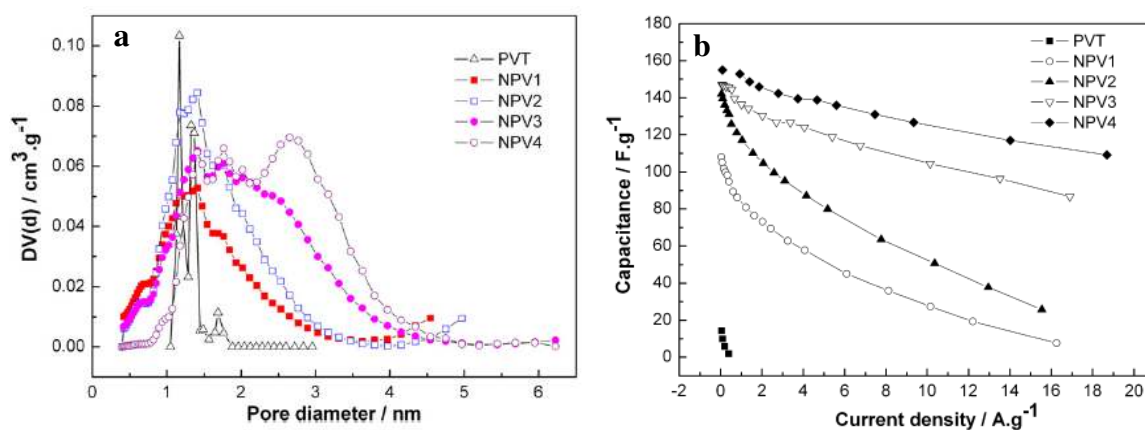 a
PVT
NPV1
NPV2
NPV3
NPV4
0.10
0.08
0.06
0.04
0.02
0.00
DV(d) / cm³.g⁻¹
0 1 2 3 4 5 6
Pore diameter / nm
b
PVT
NPV1
NPV2
NPV3
NPV4
180
160
140
120
100
80
60
40
20
0
Capacitance / F.g⁻¹
-2 0 2 4 6 8 10 12 14 16 18 20
Current density / A.g⁻¹